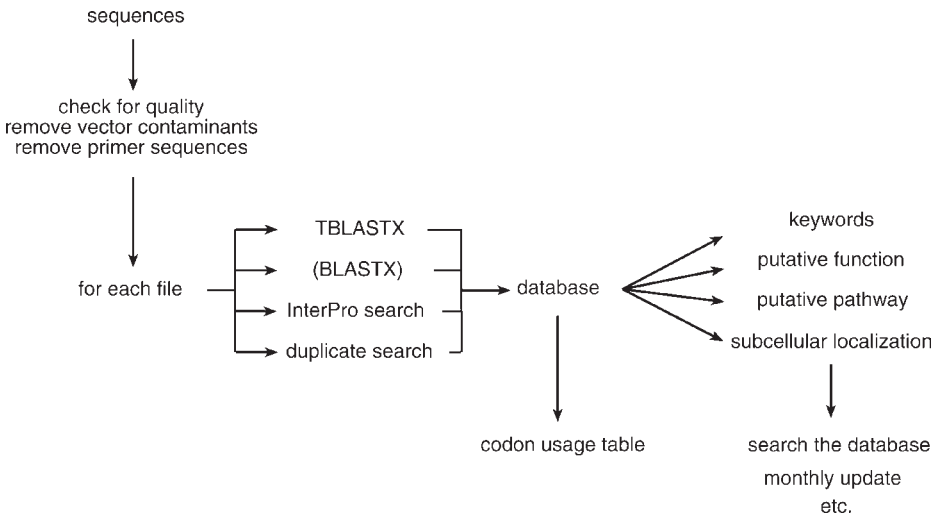 sequences
check for quality
remove vector contaminants
remove primer sequences
for each file
TBLASTX
(BLASTX)
InterPro search
duplicate search
database
codon usage table
keywords
putative function
putative pathway
subcellular localization
search the database
monthly update
etc.